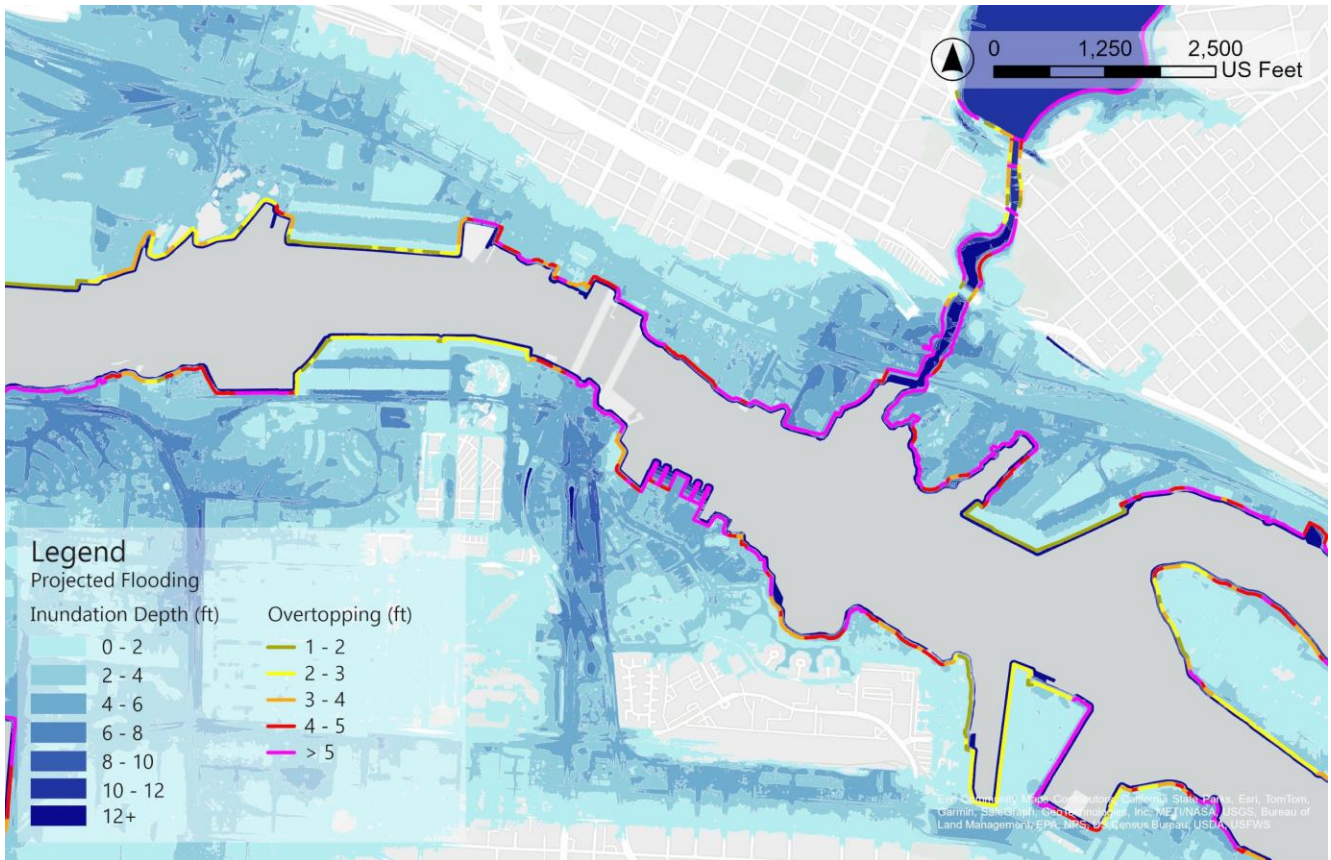 0 1,250 2,500
US Feet
Legend
Projected Flooding
Inundation Depth (ft)
0 - 2
2 - 4
4 - 6
6 - 8
8 - 10
10 - 12
12+
Overtopping (ft)
1 - 2
2 - 3
3 - 4
4 - 5
> 5
Esri Community Maps Contributors, California State Parks, Esri, TomTom,
Garmin, SafeGraph, GeoTechnologies, Inc, METI/NASA, USGS, Bureau of
Land Management, EPA, NPS, US Census Bureau, USDA, USFWS